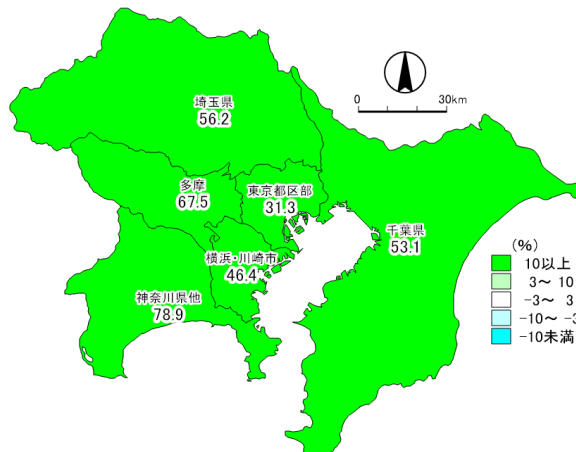 埼玉県
56.2
0
30km
多摩
67.5
東京都区部
31.3
千葉県
53.1
横浜・川崎市
46.4
神奈川県他
78.9
(%)
10以上
3～ 10
-3～ 3
-10～ -3
-10未満